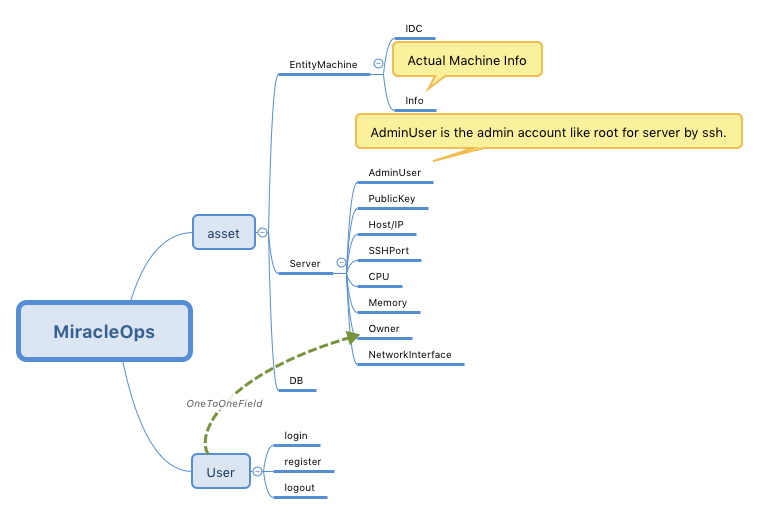 IDC
EntityMachine
Actual Machine Info
Info
AdminUser is the admin account like root for server by ssh.
AdminUser
PublicKey
Host/IP
asset
SSHPort
Server
CPU
Memory
MiracleOps
Owner
NetworkInterface
DB
OneToOneField
login
register
User
logout